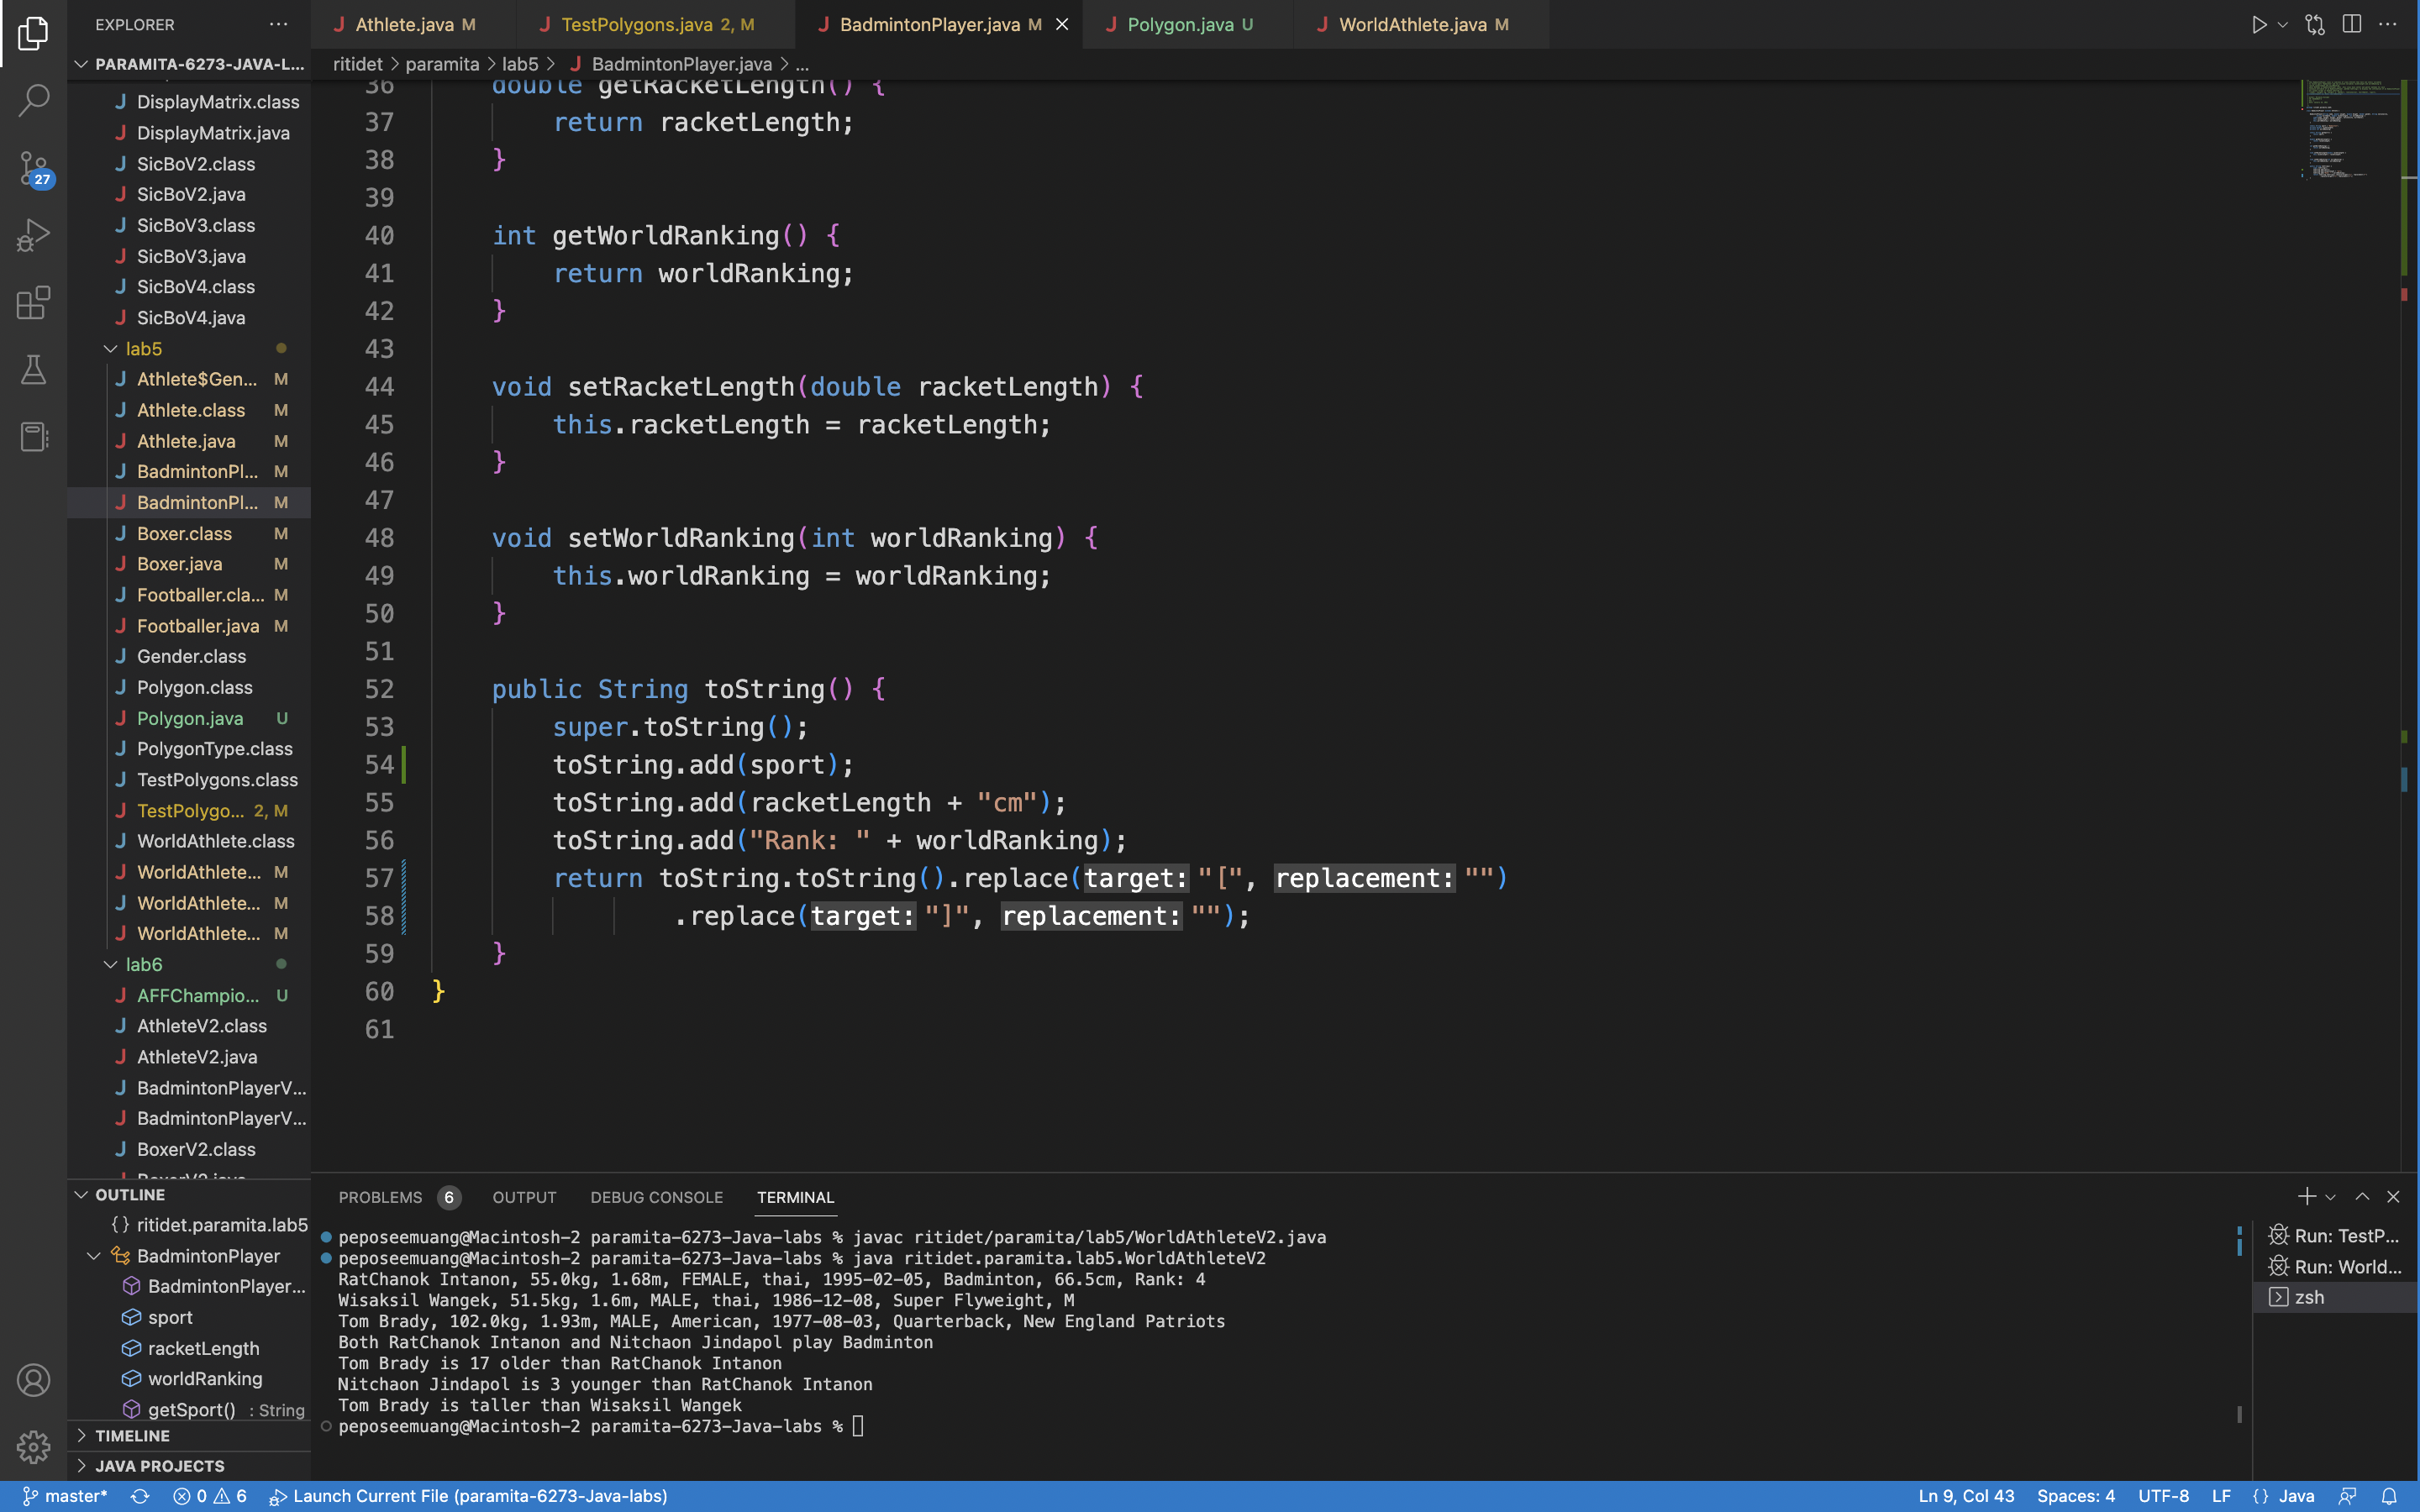 EXPLORER
PARAMITA-6273-JAVA-L...
DisplayMatrix.class
DisplayMatrix.java
SicBoV2.class
SicBoV2.java
SicBoV3.class
SicBoV3.java
SicBoV4.class
SicBoV4.java
lab5
Athlete$Gen... M
Athlete.class M
Athlete.java M
BadmintonPl... M
BadmintonPl... M
Boxer.class M
Boxer.java M
Footballer.cla... M
Footballer.java M
Gender.class
Polygon.class
Polygon.java U
PolygonType.class
TestPolygons.class
TestPolygo... 2, M
WorldAthlete.class
WorldAthlete... M
WorldAthlete... M
WorldAthlete... M
lab6
AFFChampio... U
AthleteV2.class
AthleteV2.java
BadmintonPlayerV...
BadmintonPlayerV...
BoxerV2.class
BoxerV2.java
OUTLINE
{} ritidet.paramita.lab5
BadmintonPlayer
BadmintonPlayer...
sport
racketLength
worldRanking
getSport() : String
TIMELINE
JAVA PROJECTS
27
J Athlete.java M
J TestPolygons.java 2, M
J BadmintonPlayer.java M
J Polygon.java U
J WorldAthlete.java M
ritidet > paramita > lab5 > J BadmintonPlayer.java > ...
36 double getRacketLength() {
37 return racketLength;
38 }
39
40 int getWorldRanking() {
41 return worldRanking;
42 }
43
44 void setRacketLength(double racketLength) {
45 this.racketLength = racketLength;
46 }
47
48 void setWorldRanking(int worldRanking) {
49 this.worldRanking = worldRanking;
50 }
51
52 public String toString() {
53 super.toString();
54 toString.add(sport);
55 toString.add(racketLength + "cm");
56 toString.add("Rank: " + worldRanking);
57 return toString.toString().replace(target: "[", replacement: "")
58 .replace(target: "]", replacement: "");
59 }
60 }
61
PROBLEMS 6 OUTPUT DEBUG CONSOLE TERMINAL
peposeemuang@Macintosh-2 paramita-6273-Java-labs % javac ritidet/paramita/lab5/WorldAthleteV2.java
peposeemuang@Macintosh-2 paramita-6273-Java-labs % java ritidet.paramita.lab5.WorldAthleteV2
RatChanok Intanon, 55.0kg, 1.68m, FEMALE, thai, 1995-02-05, Badminton, 66.5cm, Rank: 4
Wisaksil Wangek, 51.5kg, 1.6m, MALE, thai, 1986-12-08, Super Flyweight, M
Tom Brady, 102.0kg, 1.93m, MALE, American, 1977-08-03, Quarterback, New England Patriots
Both RatChanok Intanon and Nitchaon Jindapol play Badminton
Tom Brady is 17 older than RatChanok Intanon
Nitchaon Jindapol is 3 younger than RatChanok Intanon
Tom Brady is taller than Wisaksil Wangek
peposeemuang@Macintosh-2 paramita-6273-Java-labs %
Run: TestP...
Run: World...
zsh
master* 0 6 Launch Current File (paramita-6273-Java-labs)
Ln 9, Col 43 Spaces: 4 UTF-8 LF {} Java